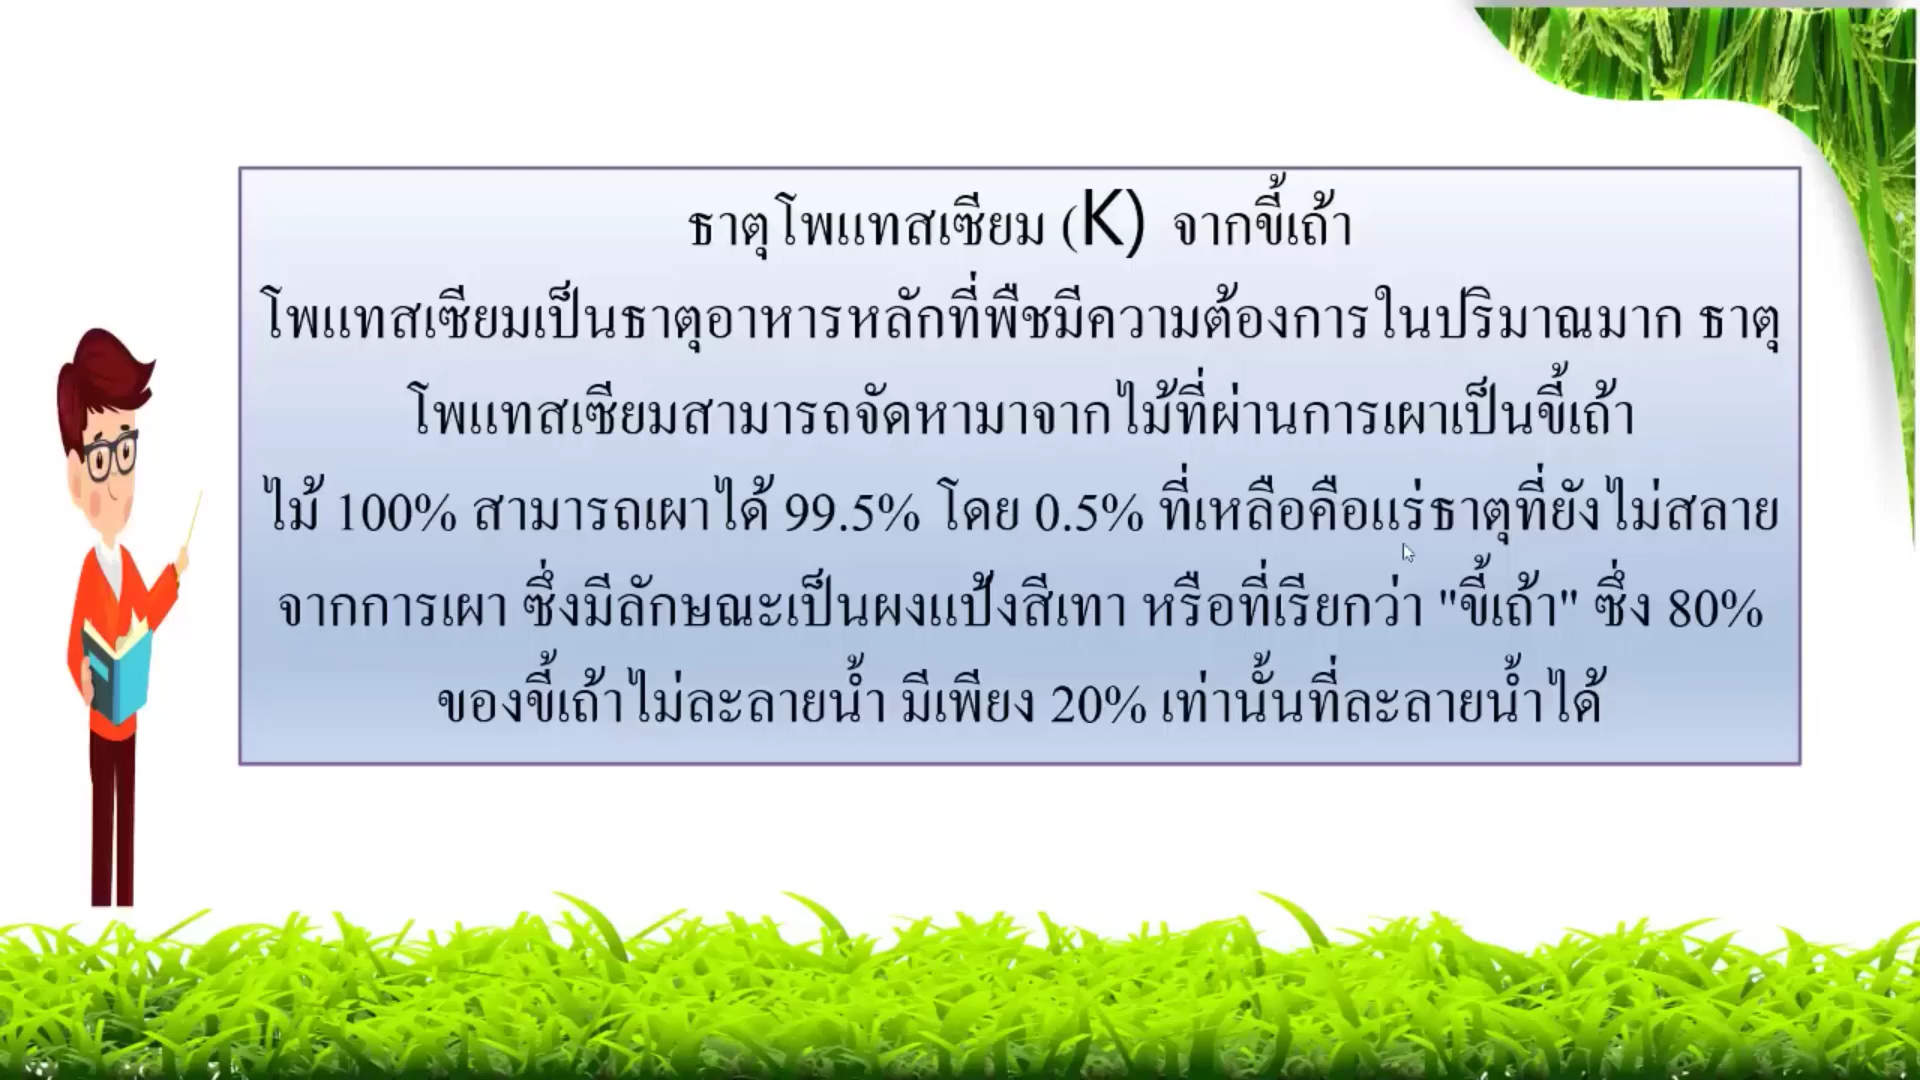 ธาตุโพแทสเซียม (K) จากขี้เถ้า
โพแทสเซียมเป็นธาตุอาหารหลักที่พืชมีความต้องการในปริมาณมาก ธาตุ
โพแทสเซียมสามารถจัดหามาจากไม้ที่ผ่านการเผาเป็นขี้เถ้า
ไม้ 100% สามารถเผาได้ 99.5% โดย 0.5% ที่เหลือคือแร่ธาตุที่ยังไม่สลาย
จากการเผา ซึ่งมีลักษณะเป็นผงแป้งสีเทา หรือที่เรียกว่า "ขี้เถ้า" ซึ่ง 80%
ของขี้เถ้าไม่ละลายน้ำ มีเพียง 20% เท่านั้นที่ละลายน้ำได้